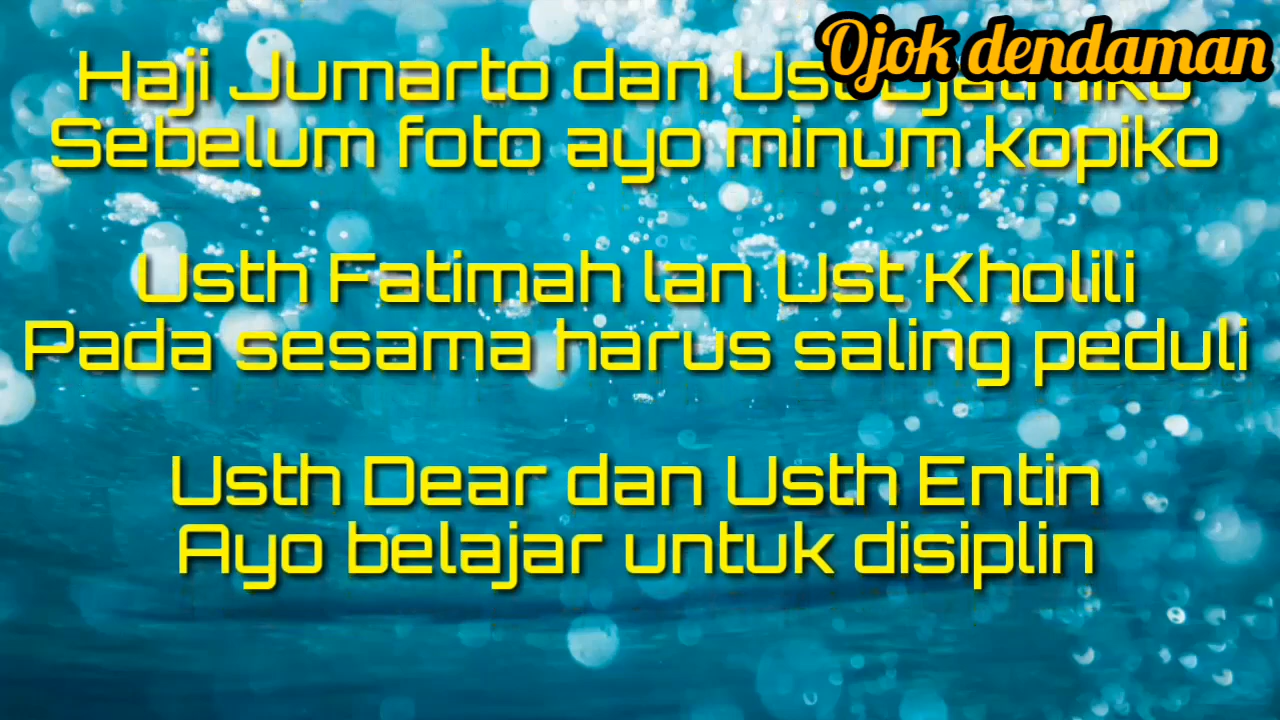 Ojok dendaman
Haji Jumarto dan Ust
Sebelum foto ayo minum kopiko
Usth Fatimah lan Ust Kholili
Pada sesama harus saling peduli
Usth Dear dan Usth Entin
Ayo belajar untuk disiplin